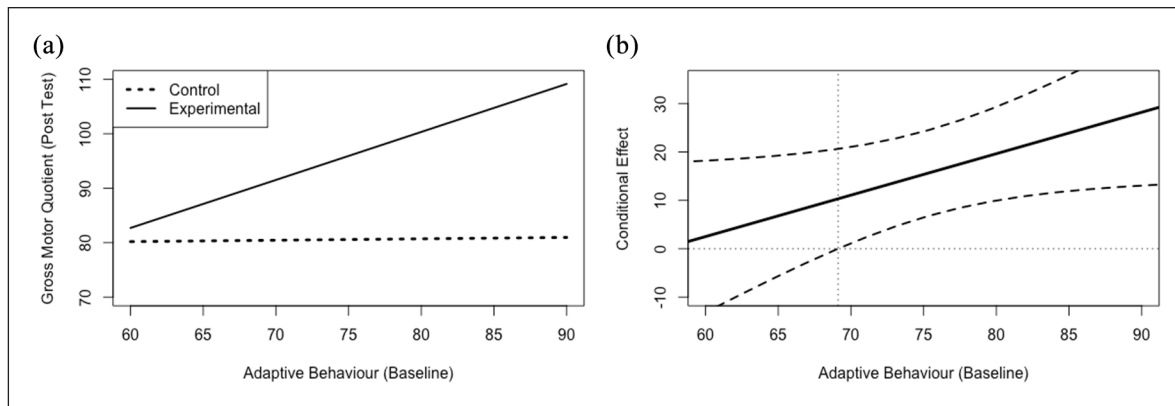 (a)
Gross Motor Quotient (Post Test)
110
100
90
80
70
Control
Experimental
60 65 70 75 80 85 90
Adaptive Behaviour (Baseline)
(b)
Conditional Effect
30
20
10
0
-10
60 65 70 75 80 85 90
Adaptive Behaviour (Baseline)